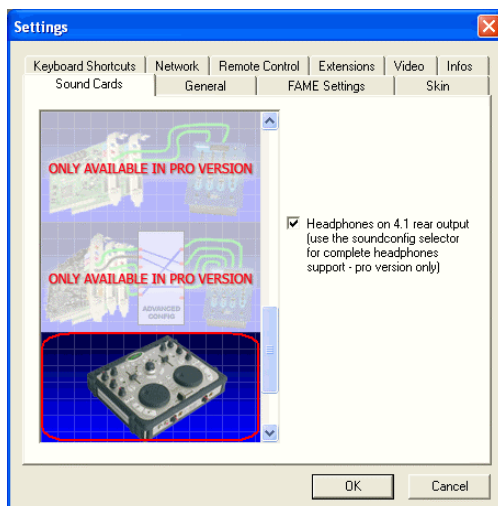 Settings
Keyboard Shortcuts Network Remote Control Extensions Video Infos
Sound Cards General FAME Settings Skin
ONLY AVAILABLE IN PRO VERSION
ONLY AVAILABLE IN PRO VERSION
ADVANCED
CONFIG
Headphones on 4.1 rear output
(use the soundconfig selector
for complete headphones
support - pro version only)
OK Cancel